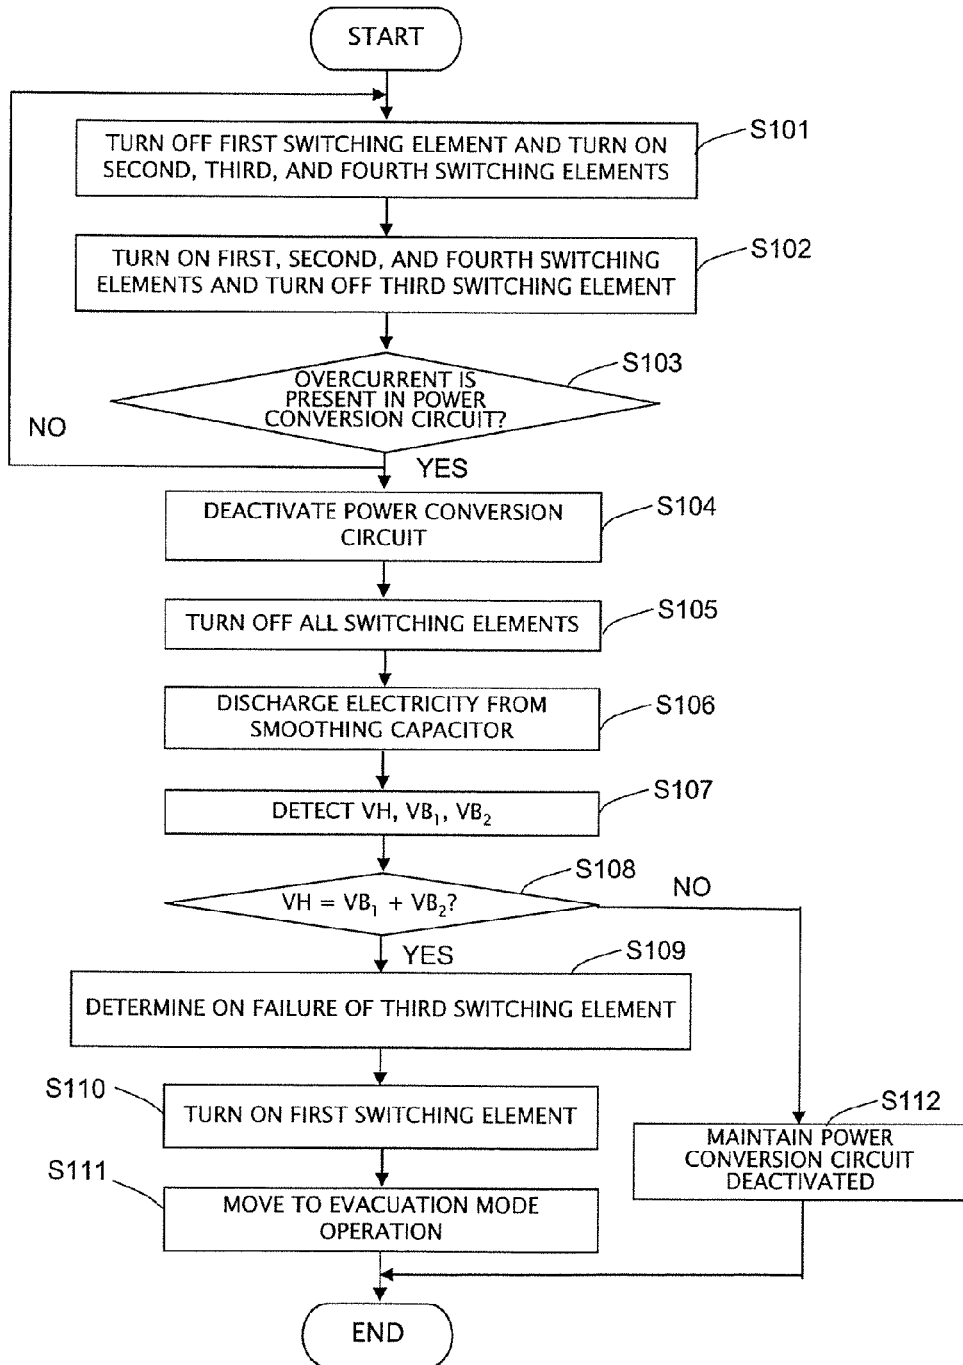 START
TURN OFF FIRST SWITCHING ELEMENT AND TURN ON
SECOND, THIRD, AND FOURTH SWITCHING ELEMENTS
S101
TURN ON FIRST, SECOND, AND FOURTH SWITCHING
ELEMENTS AND TURN OFF THIRD SWITCHING ELEMENT
S102
OVERCURRENT IS
PRESENT IN POWER
CONVERSION CIRCUIT?
S103
NO
YES
DEACTIVATE POWER CONVERSION
CIRCUIT
S104
TURN OFF ALL SWITCHING ELEMENTS
S105
DISCHARGE ELECTRICITY FROM
SMOOTHING CAPACITOR
S106
DETECT VH, VB₁, VB₂
S107
VH = VB₁ + VB₂?
S108
NO
YES
S109
DETERMINE ON FAILURE OF THIRD SWITCHING ELEMENT
S110
TURN ON FIRST SWITCHING ELEMENT
S112
MAINTAIN POWER
CONVERSION CIRCUIT
DEACTIVATED
S111
MOVE TO EVACUATION MODE
OPERATION
END